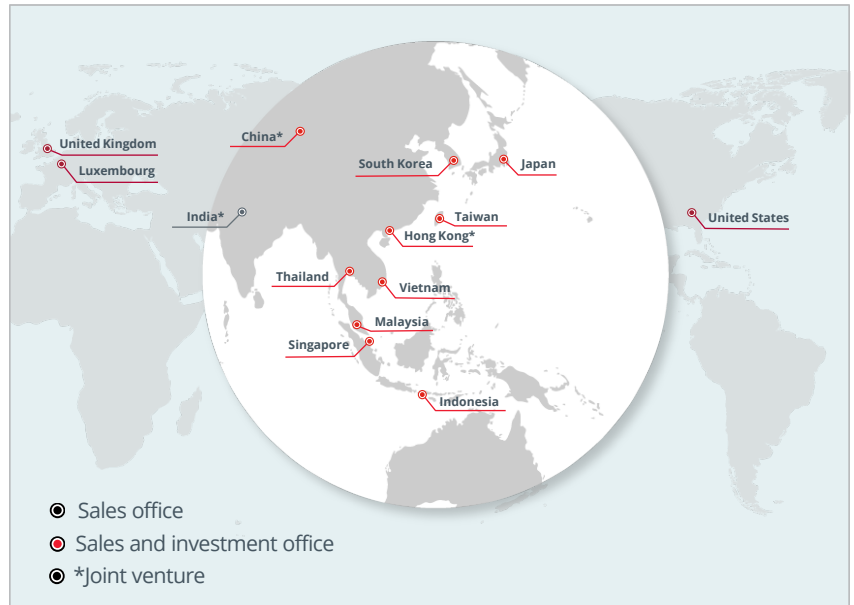 United Kingdom
Luxembourg
China*
South Korea
Japan
India*
Taiwan
Hong Kong*
United States
Thailand
Vietnam
Malaysia
Singapore
Indonesia
Sales office
Sales and investment office
*Joint venture